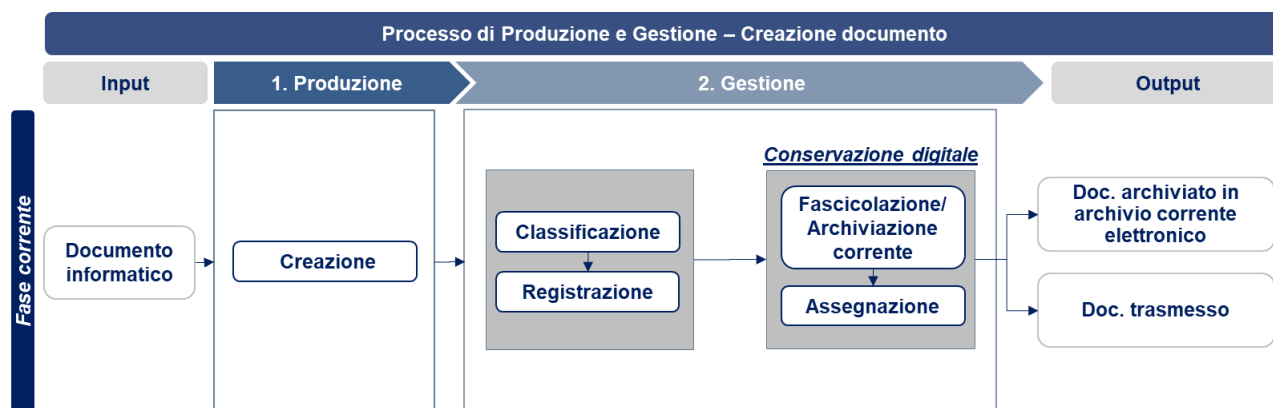 Processo di Produzione e Gestione – Creazione documento
Input
1. Produzione
2. Gestione
Output
Fase corrente
Documento
informatico
Creazione
Classificazione
Registrazione
Conservazione digitale
Fascicolazione/
Archiviazione
corrente
Assegnazione
Doc. archiviato in
archivio corrente
elettronico
Doc. trasmesso